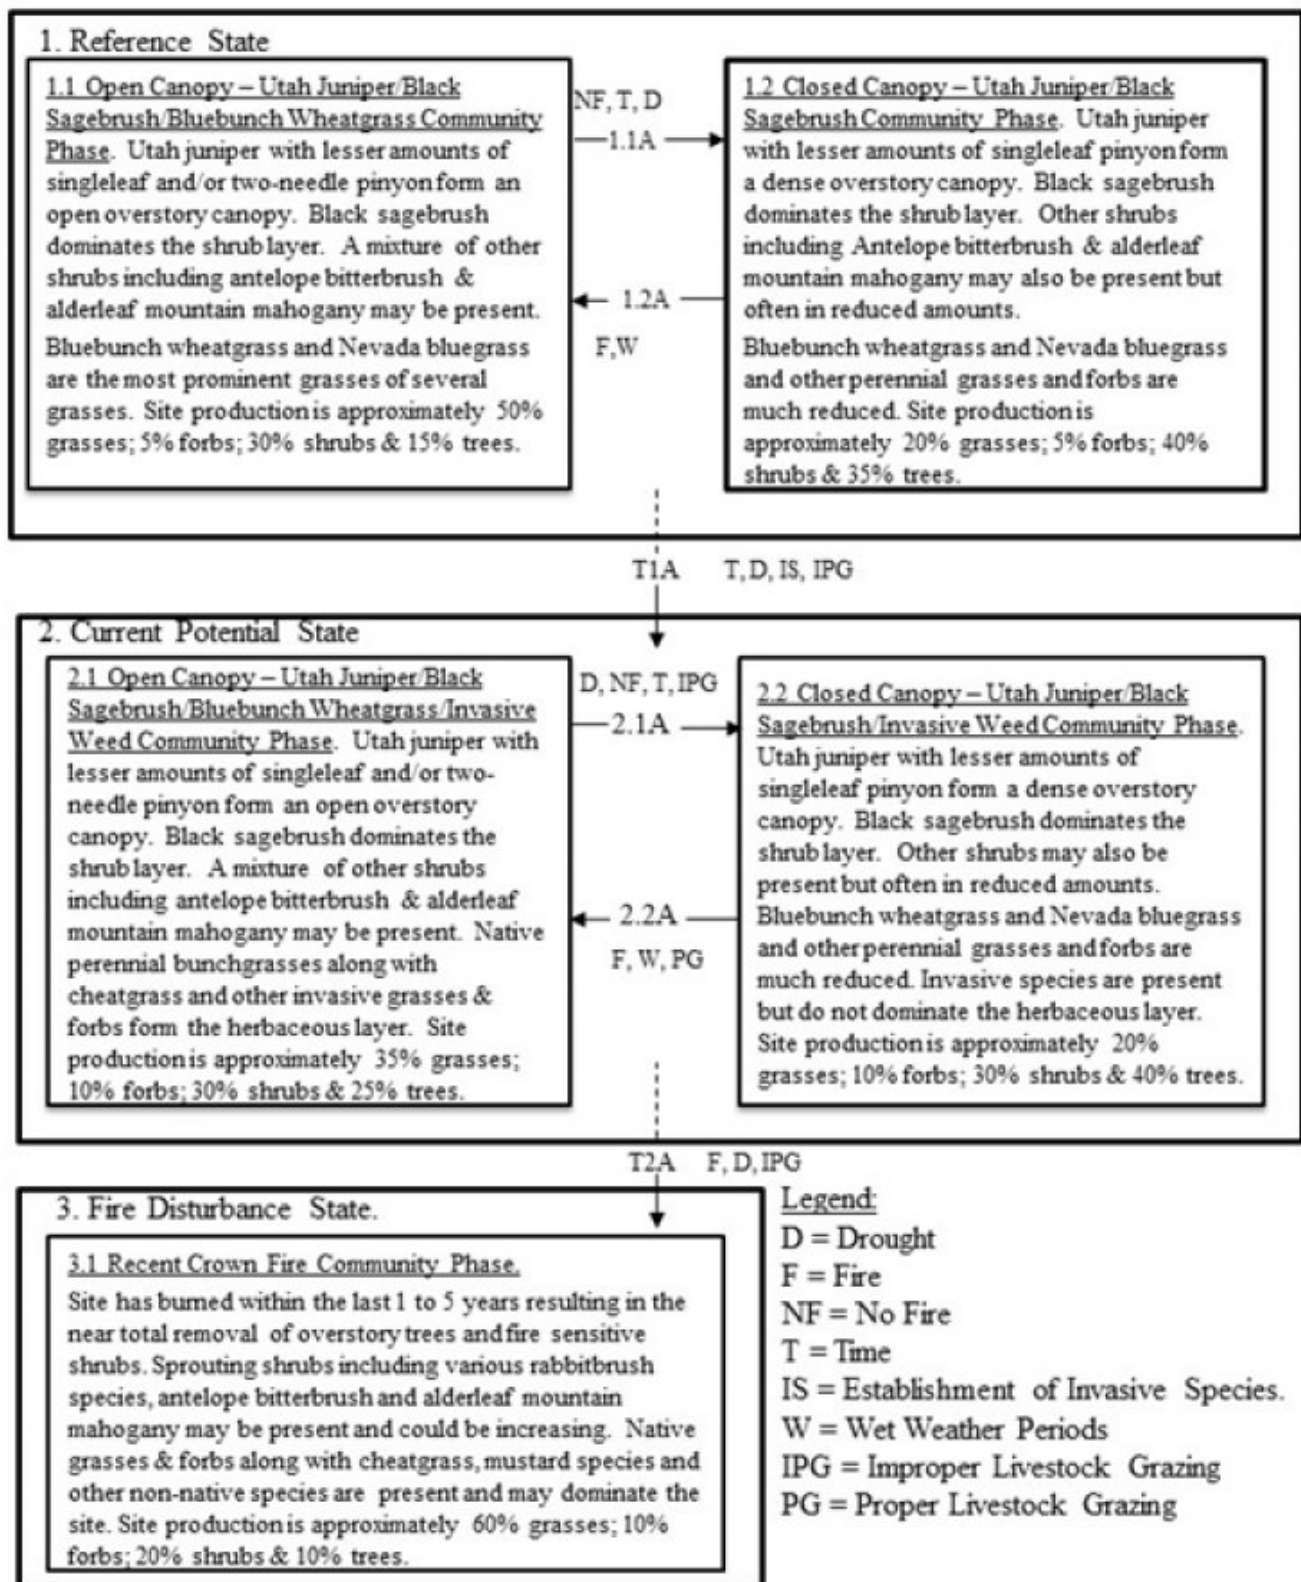 1. Reference State
1.1 Open Canopy – Utah Juniper/Black
Sagebrush/Bluebunch Wheatgrass Community
Phase. Utah juniper with lesser amounts of
singleleaf and/or two-needle pinyon form an
open overstory canopy. Black sagebrush
dominates the shrub layer. A mixture of other
shrubs including antelope bitterbrush &
alderleaf mountain mahogany may be present.
Bluebunch wheatgrass and Nevada bluegrass
are the most prominent grasses of several
grasses. Site production is approximately 50%
grasses; 5% forbs; 30% shrubs & 15% trees.
NF, T, D
1.1A
1.2A
F,W
1.2 Closed Canopy – Utah Juniper/Black
Sagebrush Community Phase. Utah juniper
with lesser amounts of singleleaf pinyon form
a dense overstory canopy. Black sagebrush
dominates the shrub layer. Other shrubs
including Antelope bitterbrush & alderleaf
mountain mahogany may also be present but
often in reduced amounts.
Bluebunch wheatgrass and Nevada bluegrass
and other perennial grasses and forbs are
much reduced. Site production is
approximately 20% grasses; 5% forbs; 40%
shrubs & 35% trees.
T1A T, D, IS, IPG
2. Current Potential State
2.1 Open Canopy – Utah Juniper/Black
Sagebrush/Bluebunch Wheatgrass/Invasive
Weed Community Phase. Utah juniper with
lesser amounts of singleleaf and/or two-
needle pinyon form an open overstory
canopy. Black sagebrush dominates the
shrub layer. A mixture of other shrubs
including antelope bitterbrush & alderleaf
mountain mahogany may be present. Native
perennial bunchgrasses along with
cheatgrass and other invasive grasses &
forbs form the herbaceous layer. Site
production is approximately 35% grasses;
10% forbs; 30% shrubs & 25% trees.
D, NF, T, IPG
2.1A
2.2A
F, W, PG
2.2 Closed Canopy – Utah Juniper/Black
Sagebrush/Invasive Weed Community Phase.
Utah juniper with lesser amounts of
singleleaf pinyon form a dense overstory
canopy. Black sagebrush dominates the
shrub layer. Other shrubs may also be
present but often in reduced amounts.
Bluebunch wheatgrass and Nevada bluegrass
and other perennial grasses and forbs are
much reduced. Invasive species are present
but do not dominate the herbaceous layer.
Site production is approximately 20%
grasses; 10% forbs; 30% shrubs & 40% trees.
T2A F, D, IPG
3. Fire Disturbance State.
3.1 Recent Crown Fire Community Phase.
Site has burned within the last 1 to 5 years resulting in the
near total removal of overstory trees and fire sensitive
shrubs. Sprouting shrubs including various rabbitbrush
species, antelope bitterbrush and alderleaf mountain
mahogany may be present and could be increasing. Native
grasses & forbs along with cheatgrass, mustard species and
other non-native species are present and may dominate the
site. Site production is approximately 60% grasses; 10%
forbs; 20% shrubs & 10% trees.
Legend:
D = Drought
F = Fire
NF = No Fire
T = Time
IS = Establishment of Invasive Species.
W = Wet Weather Periods
IPG = Improper Livestock Grazing
PG = Proper Livestock Grazing